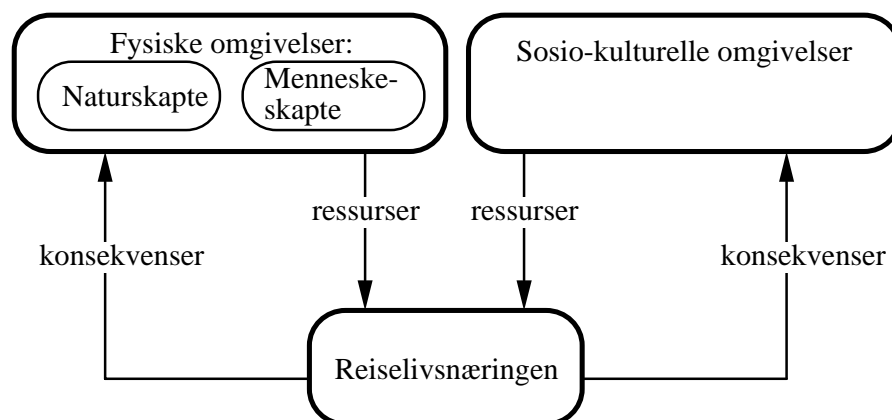 Fysiske omgivelser:
Naturskapte
Menneske-
skapte
Sosio-kulturelle omgivelser
ressurser
ressurser
konsekvenser
konsekvenser
Reiselivsnæringen